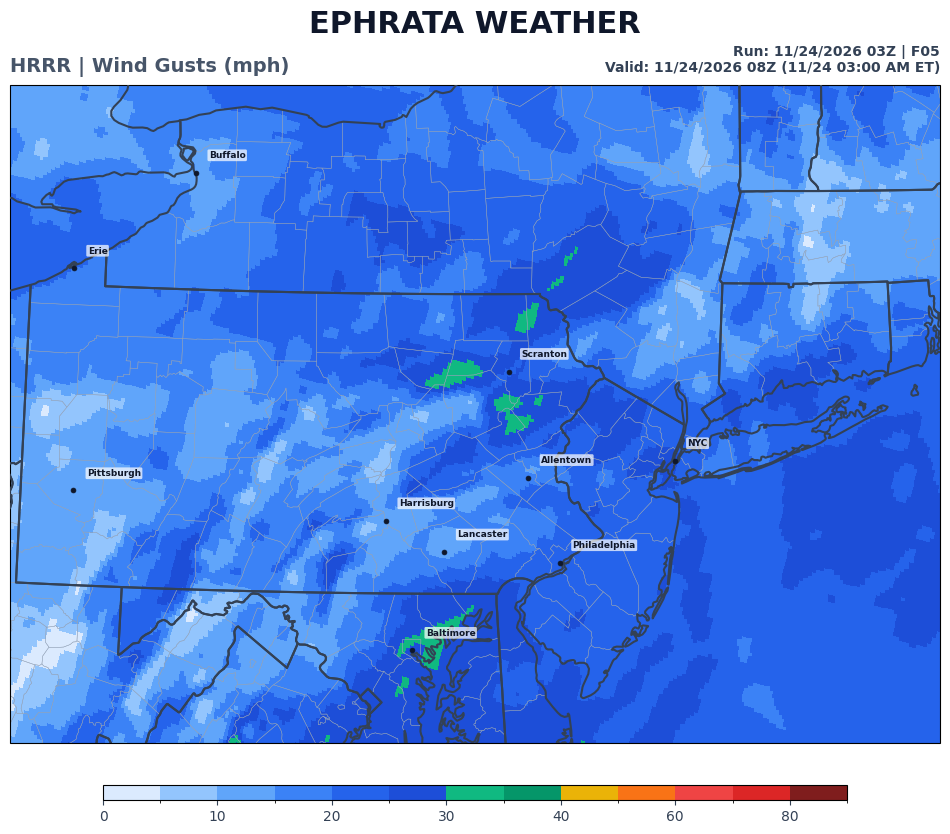 EPHRATA WEATHER
HRRR | Wind Gusts (mph)
Run: 11/24/2026 03Z | F05
Valid: 11/24/2026 08Z (11/24 03:00 AM ET)
Buffalo
Erie
Scranton
NYC
Allentown
Pittsburgh
Harrisburg
Lancaster
Philadelphia
Baltimore
0 10 20 30 40 60 80